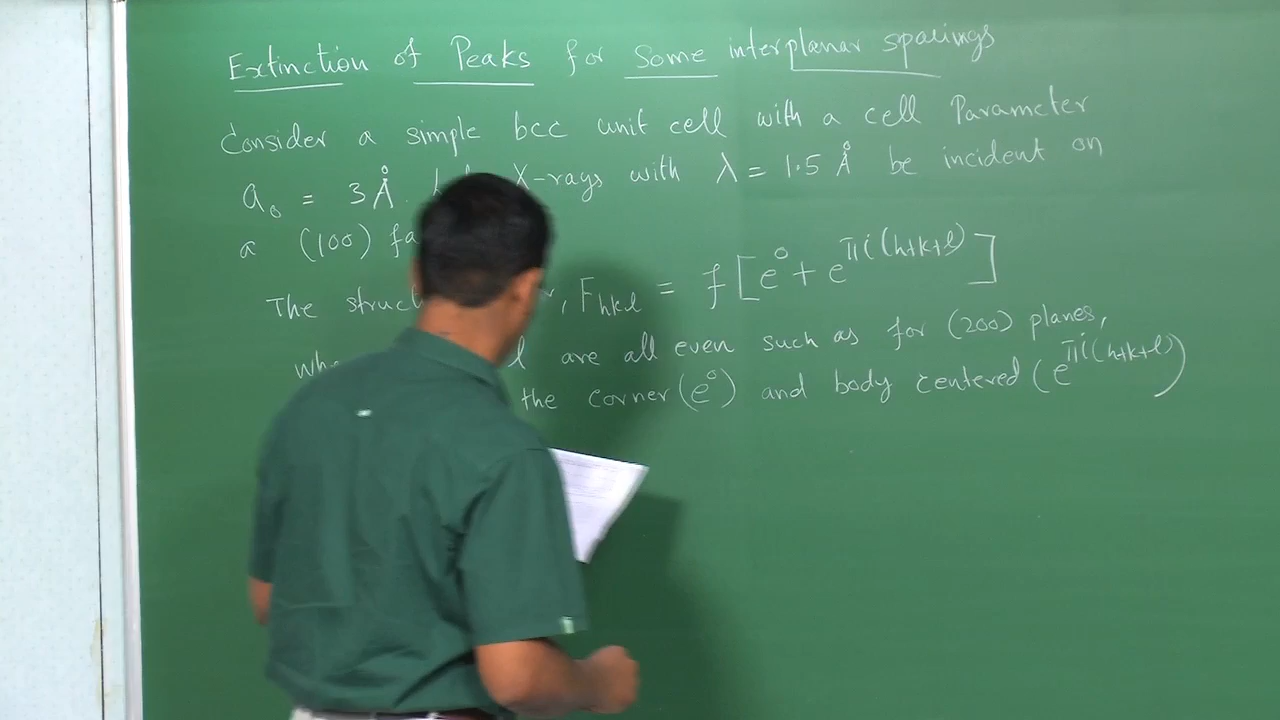 Extinction of Peaks for Some interplanar spacings
Consider a simple bcc unit cell with a cell Parameter
a₀ = 3 Å. X-rays with λ = 1.5 Å be incident on
a (100)
The F_hkl = f [e⁰ + e^πi(h+k+l)]
l are all even such as for (200) planes,
the corner (e⁰) and body centered (e^πi(h+k+l))